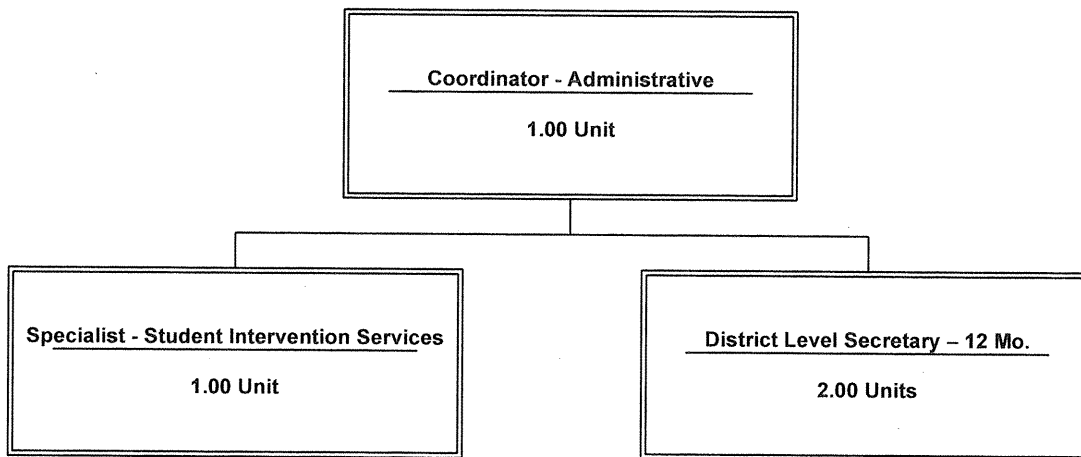 Coordinator - Administrative
1.00 Unit
Specialist - Student Intervention Services
1.00 Unit
District Level Secretary – 12 Mo.
2.00 Units